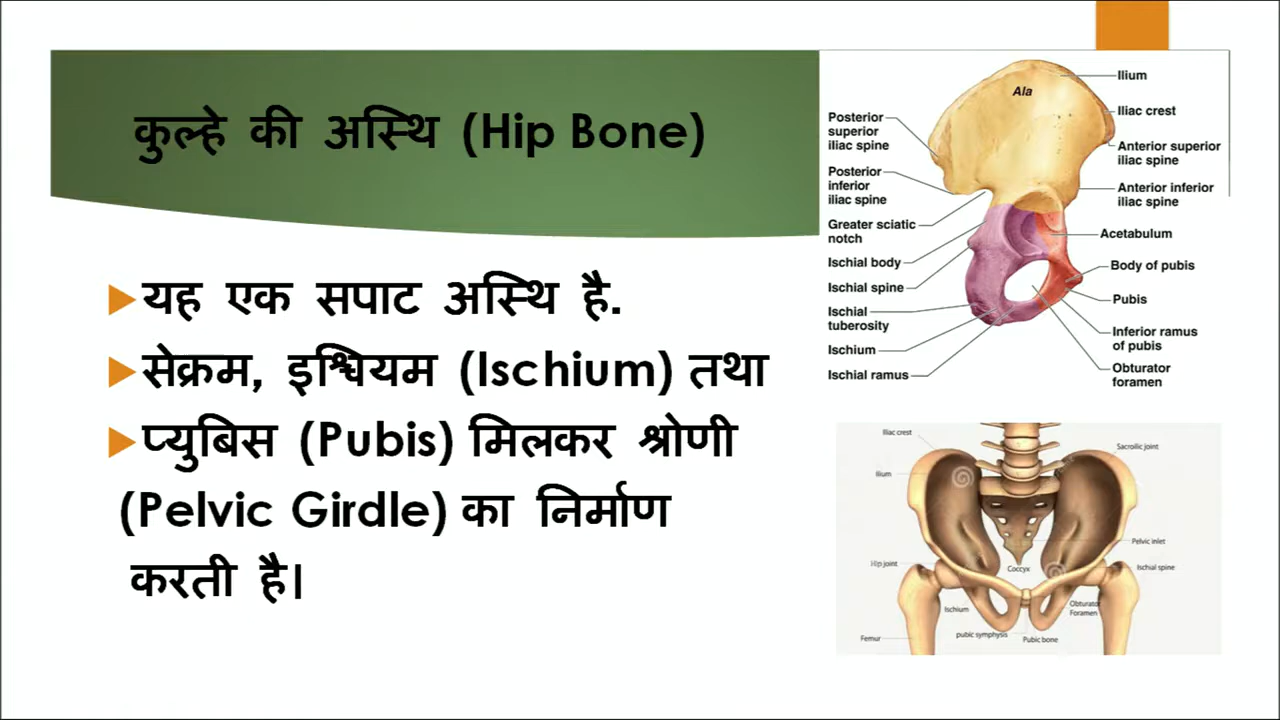 कुल्हे की अस्थि (Hip Bone)
यह एक सपाट अस्थि है.
सेक्रम, इश्चियम (Ischium) तथा
प्युबिस (Pubis) मिलकर श्रोणी
(Pelvic Girdle) का निर्माण
करती है।
Ala
Posterior
superior
iliac spine
Posterior
inferior
iliac spine
Greater sciatic
notch
Ischial body
Ischial spine
Ischial
tuberosity
Ischium
Ischial ramus
Ilium
Iliac crest
Anterior superior
iliac spine
Anterior inferior
iliac spine
Acetabulum
Body of pubis
Pubis
Inferior ramus
of pubis
Obturator
foramen
Iliac crest
Sacroilic joint
Ilium
Pelvic inlet
Hip joint
Coccyx
Ischial spine
Ischium
Obturator
Foramen
Femur
pubic symphysis
Pubic bone